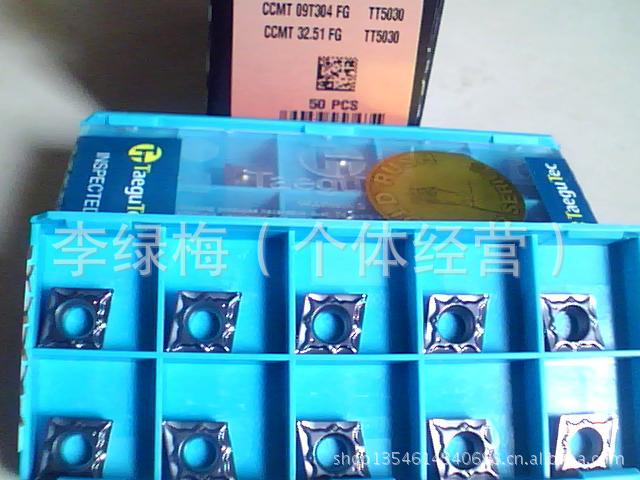 CCMT 09T304 FG TT5030
CCMT 32.51 FG TT5030
50 PCS
TaeguTec
INSPECTED
TaeguTec
TaeguTec
李绿梅（个体经营）